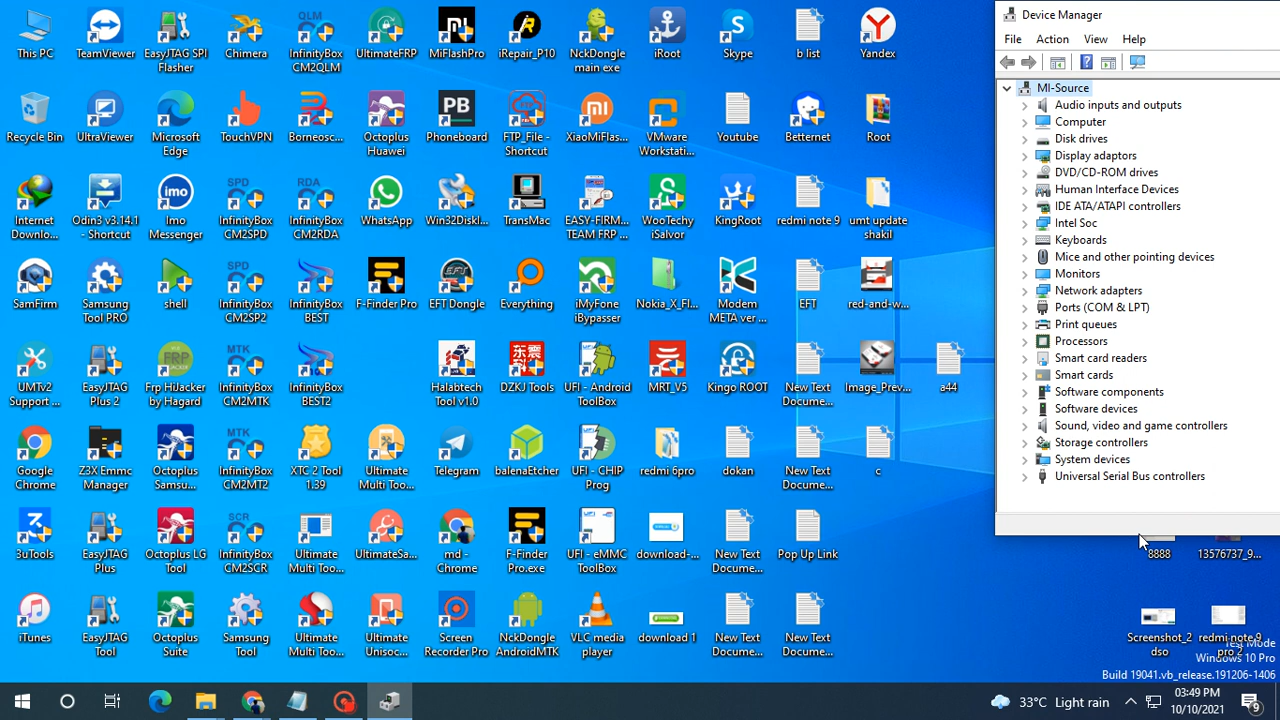 This PC
TeamViewer
EasyJTAG SPI
Flasher
Chimera
InfinityBox
CM2QLM
UltimateFRP
MiFlashPro
iRepair_P10
NckDongle
main exe
iRoot
Skype
b list
Yandex
Recycle Bin
UltraViewer
Microsoft
Edge
TouchVPN
Borneosc...
Octoplus
Huawei
Phoneboard
FTP_File -
Shortcut
XiaoMiFlas...
VMware
Workstati...
Youtube
Betternet
Root
Internet
Downlo...
Odin3 v3.14.1
- Shortcut
Imo
Messenger
InfinityBox
CM2SPD
InfinityBox
CM2RDA
WhatsApp
Win32DiskI...
TransMac
EASY-FIRM...
TEAM FRP ...
WooTechy
iSalvor
KingRoot
redmi note 9
umt update
shakil
SamFirm
Samsung
Tool PRO
shell
InfinityBox
CM2SP2
InfinityBox
BEST
F-Finder Pro
EFT Dongle
Everything
iMyFone
iBypasser
Nokia_X_Fl...
Modem
META ver ...
EFT
red-and-w...
UMTv2
Support ...
EasyJTAG
Plus 2
Frp HiJacker
by Hagard
InfinityBox
CM2MTK
InfinityBox
BEST2
Halabtech
Tool v1.0
DZKJ Tools
UFI - Android
ToolBox
MRT_V5
Kingo ROOT
New Text
Docume...
Image_Prev...
a44
Google
Chrome
Z3X Emmc
Manager
Octoplus
Samsu...
InfinityBox
CM2MT2
XTC 2 Tool
1.39
Ultimate
Multi Too...
Telegram
balenaEtcher
UFI - CHIP
Prog
redmi 6pro
dokan
New Text
Docume...
c
3uTools
EasyJTAG
Plus
Octoplus LG
Tool
InfinityBox
CM2SCR
Ultimate
Multi Too...
UltimateSa...
md -
Chrome
F-Finder
Pro.exe
UFI - eMMC
ToolBox
download-...
New Text
Docume...
Pop Up Link
iTunes
EasyJTAG
Tool
Octoplus
Suite
Samsung
Tool
Ultimate
Multi Too...
Ultimate
Unisoc...
Screen
Recorder Pro
NckDongle
AndroidMTK
VLC media
player
download 1
New Text
Docume...
New Text
Docume...
Device Manager
File Action View Help
MI-Source
Audio inputs and outputs
Computer
Disk drives
Display adaptors
DVD/CD-ROM drives
Human Interface Devices
IDE ATA/ATAPI controllers
Intel Soc
Keyboards
Mice and other pointing devices
Monitors
Network adapters
Ports (COM & LPT)
Print queues
Processors
Smart card readers
Smart cards
Software components
Software devices
Sound, video and game controllers
Storage controllers
System devices
Universal Serial Bus controllers
8888
13576737_9...
Screenshot_2
dso
redmi note 9
pro 2
Test Mode
Windows 10 Pro
Build 19041.vb_release.191206-1406
33°C Light rain
03:49 PM
10/10/2021
9